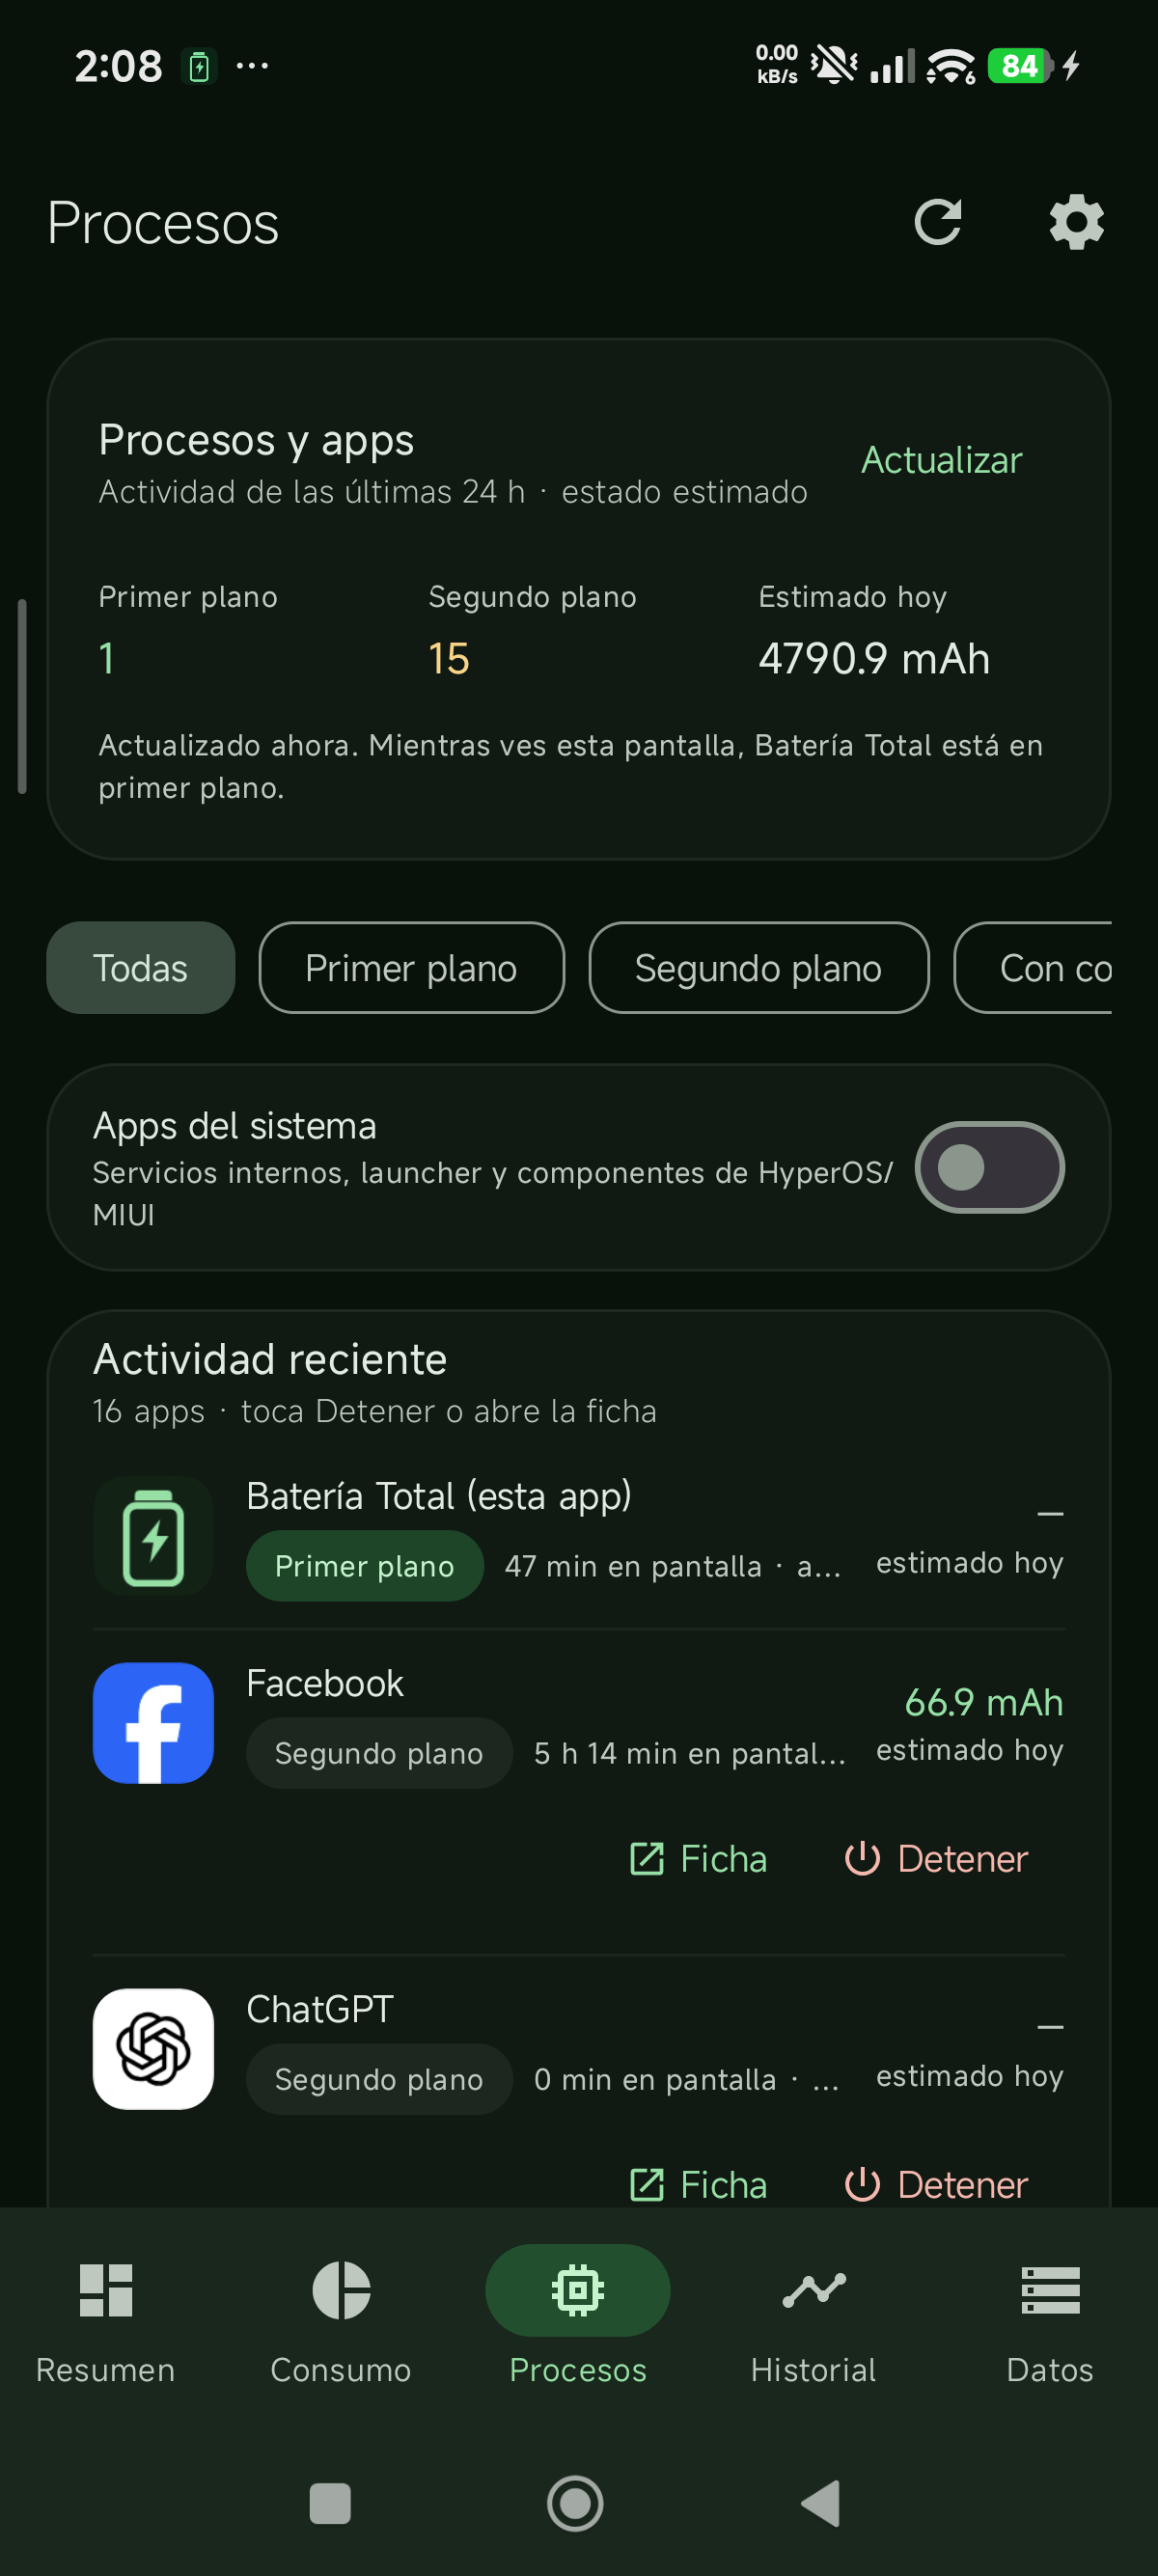 2:08
0.00
kB/s
6
84
Procesos
Procesos y apps
Actividad de las últimas 24 h · estado estimado
Actualizar
Primer plano
Segundo plano
Estimado hoy
1
15
4790.9 mAh
Actualizado ahora. Mientras ves esta pantalla, Batería Total está en
primer plano.
Todas
Primer plano
Segundo plano
Con co
Apps del sistema
Servicios internos, launcher y componentes de HyperOS/
MIUI
Actividad reciente
16 apps · toca Detener o abre la ficha
Batería Total (esta app)
—
Primer plano
47 min en pantalla · a...
estimado hoy
Facebook
66.9 mAh
Segundo plano
5 h 14 min en pantal...
estimado hoy
Ficha
Detener
ChatGPT
—
Segundo plano
0 min en pantalla · ...
estimado hoy
Ficha
Detener
Resumen
Consumo
Procesos
Historial
Datos